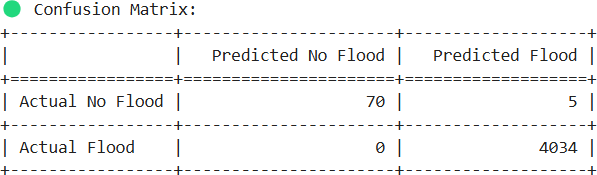 Confusion Matrix:
| | Predicted No Flood | Predicted Flood |
| Actual No Flood | 70 | 5 |
| Actual Flood | 0 | 4034 |